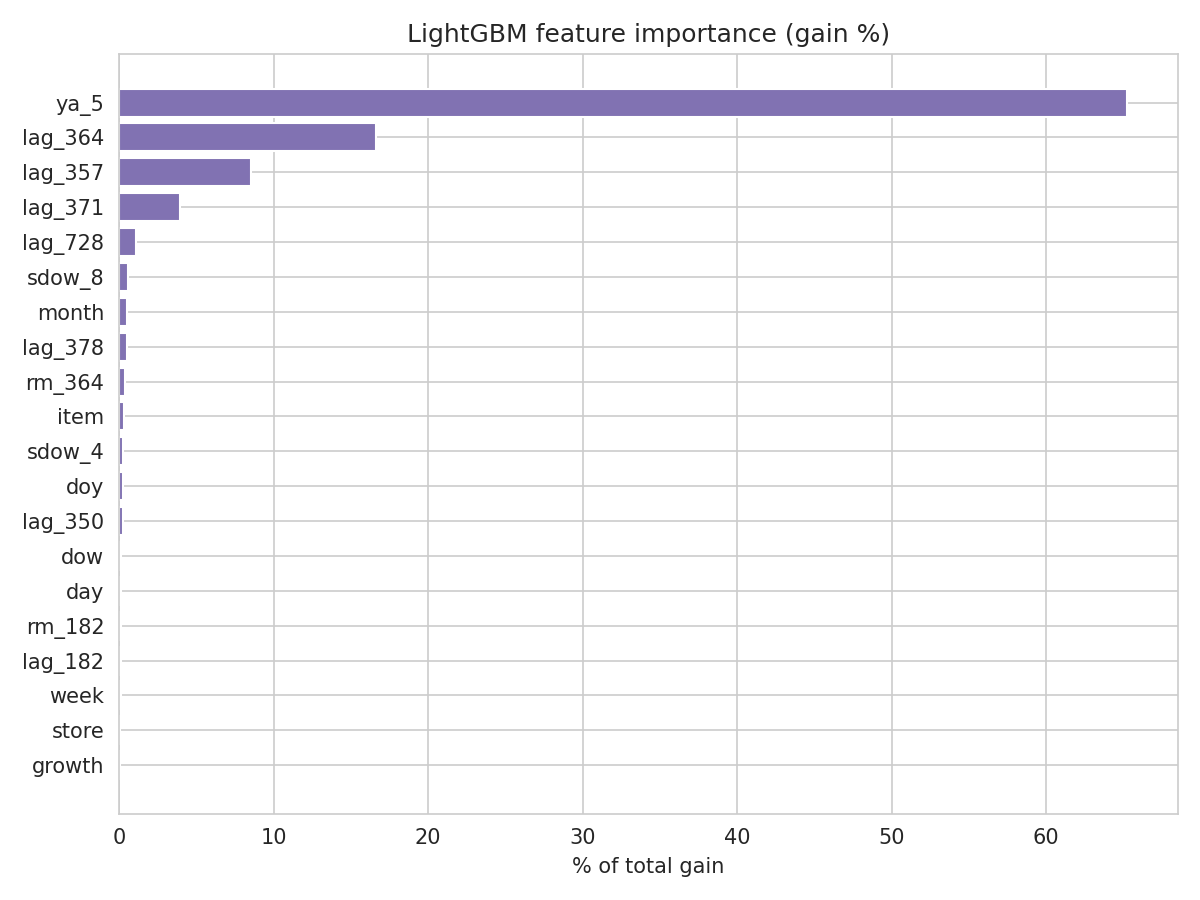 LightGBM feature importance (gain %)
ya_5
lag_364
lag_357
lag_371
lag_728
sdow_8
month
lag_378
rm_364
item
sdow_4
doy
lag_350
dow
day
rm_182
lag_182
week
store
growth
0 10 20 30 40 50 60
% of total gain